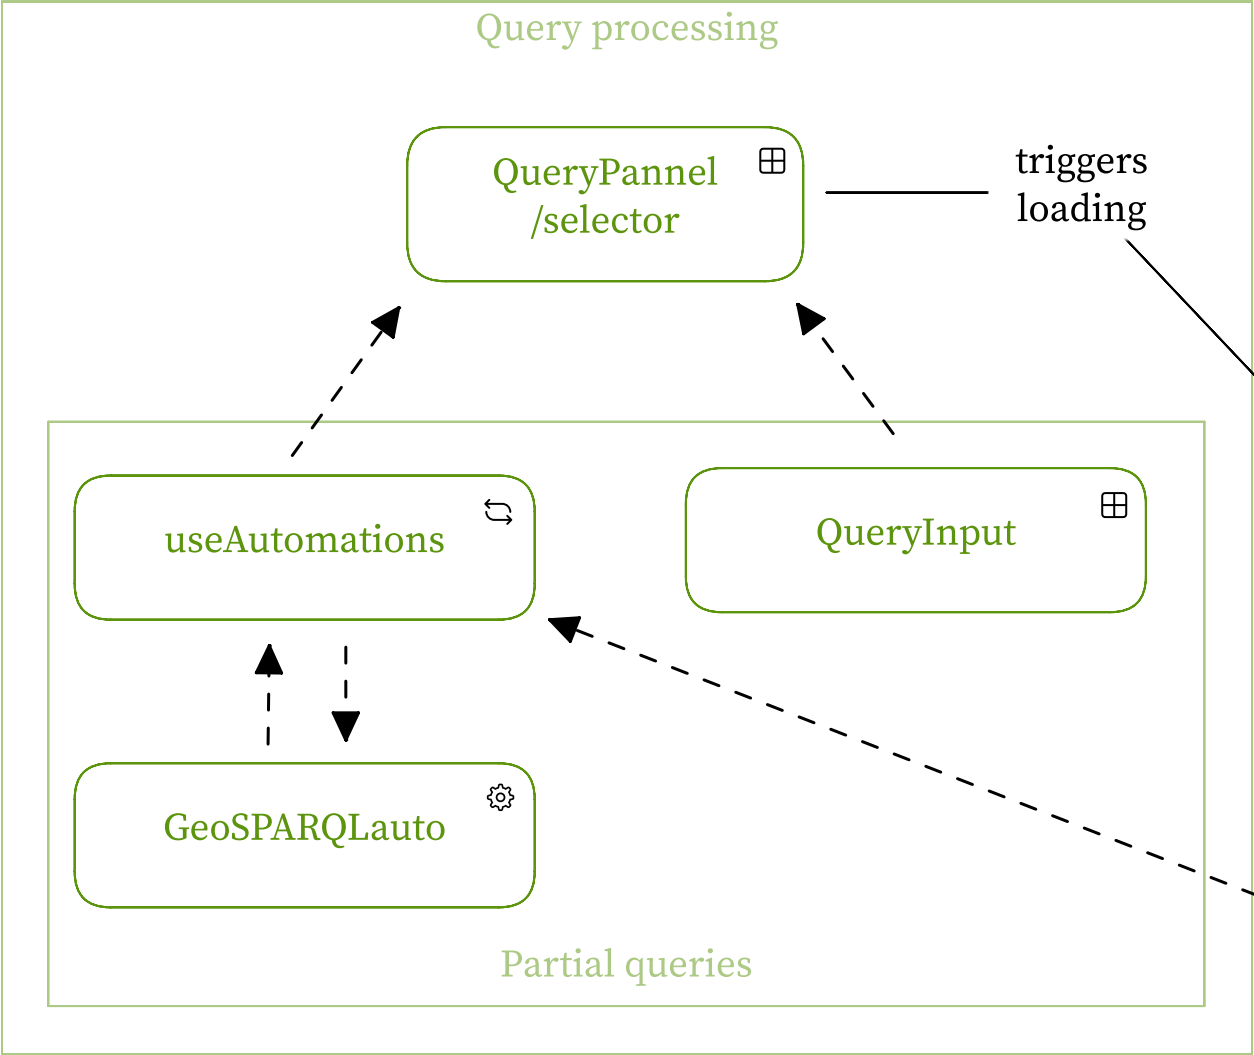 Query processing
QueryPannel
/selector
triggers
loading
useAutomations
QueryInput
GeoSPARQLauto
Partial queries